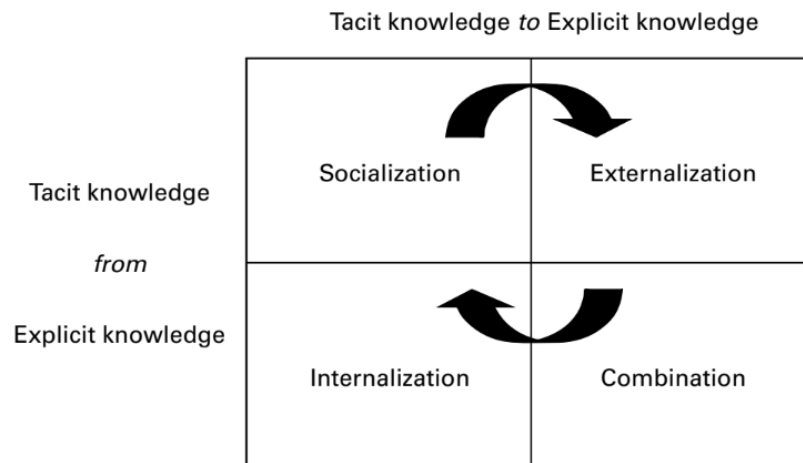 Tacit knowledge to Explicit knowledge
Socialization
Externalization
Tacit knowledge
from
Explicit knowledge
Internalization
Combination